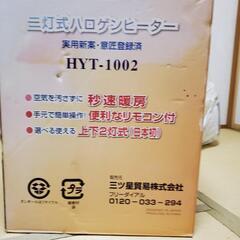 三灯式ハロゲンヒーター
実用新案・意匠登録済
HYT-1002
空気を汚さずに 秒速暖房
手元で簡単操作! 便利なリモコン付
選べる使える 上下2灯式(日本初)
発売元
三ツ星貿易株式会社
フリーダイアル
0120-033-294